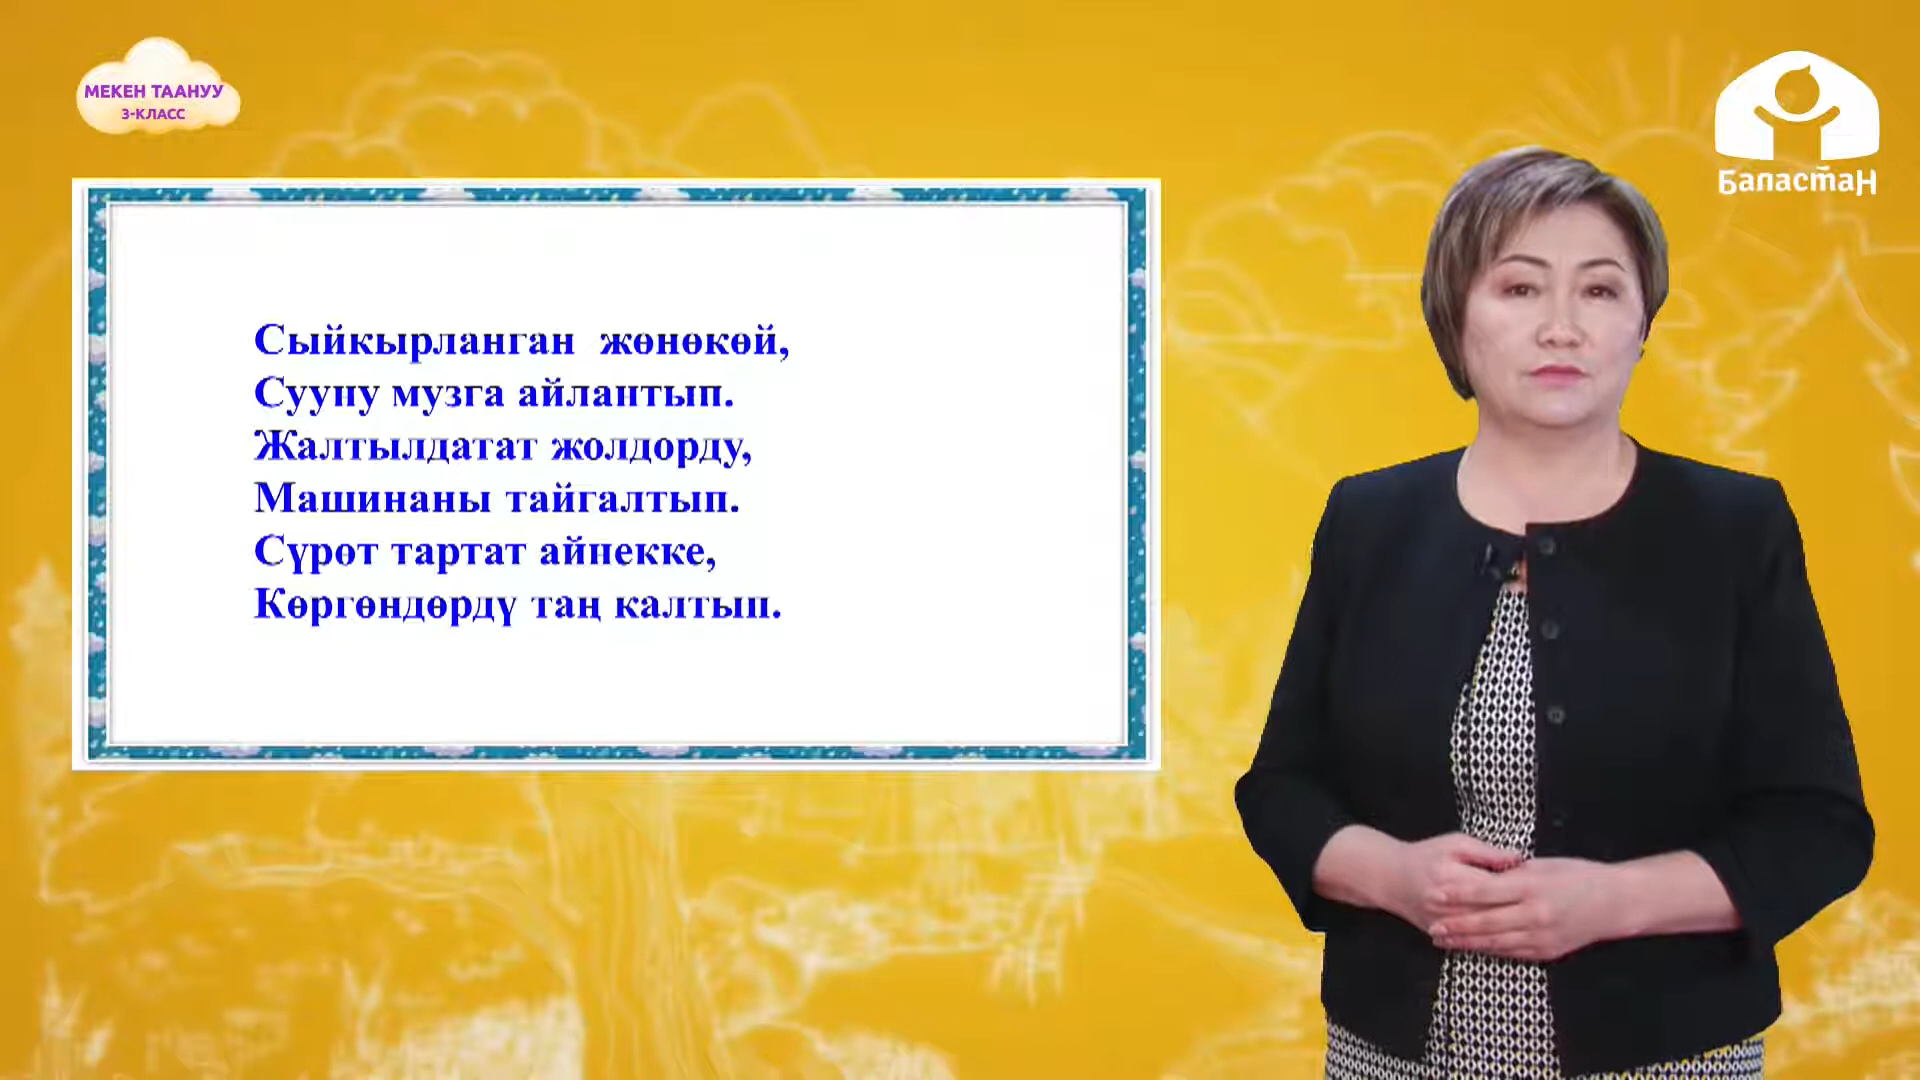 МЕКЕН ТААНУУ
3-КЛАСС
Баластан
Сыйкырланган жөнөкөй,
Сууну музга айлантып.
Жалтылдатат жолдорду,
Машинаны тайгалтып.
Сүрөт тартат айнекке,
Көргөндөрдү таң калтып.